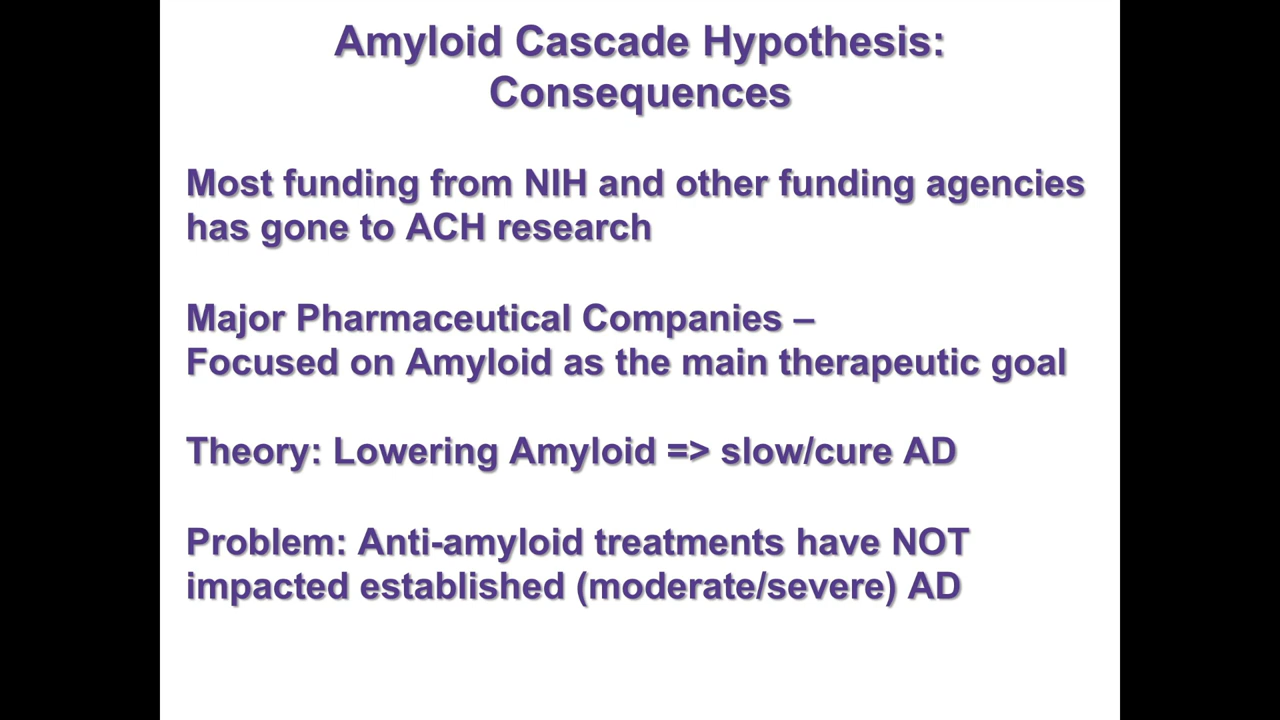 Amyloid Cascade Hypothesis:
Consequences
Most funding from NIH and other funding agencies
has gone to ACH research
Major Pharmaceutical Companies –
Focused on Amyloid as the main therapeutic goal
Theory: Lowering Amyloid => slow/cure AD
Problem: Anti-amyloid treatments have NOT
impacted established (moderate/severe) AD